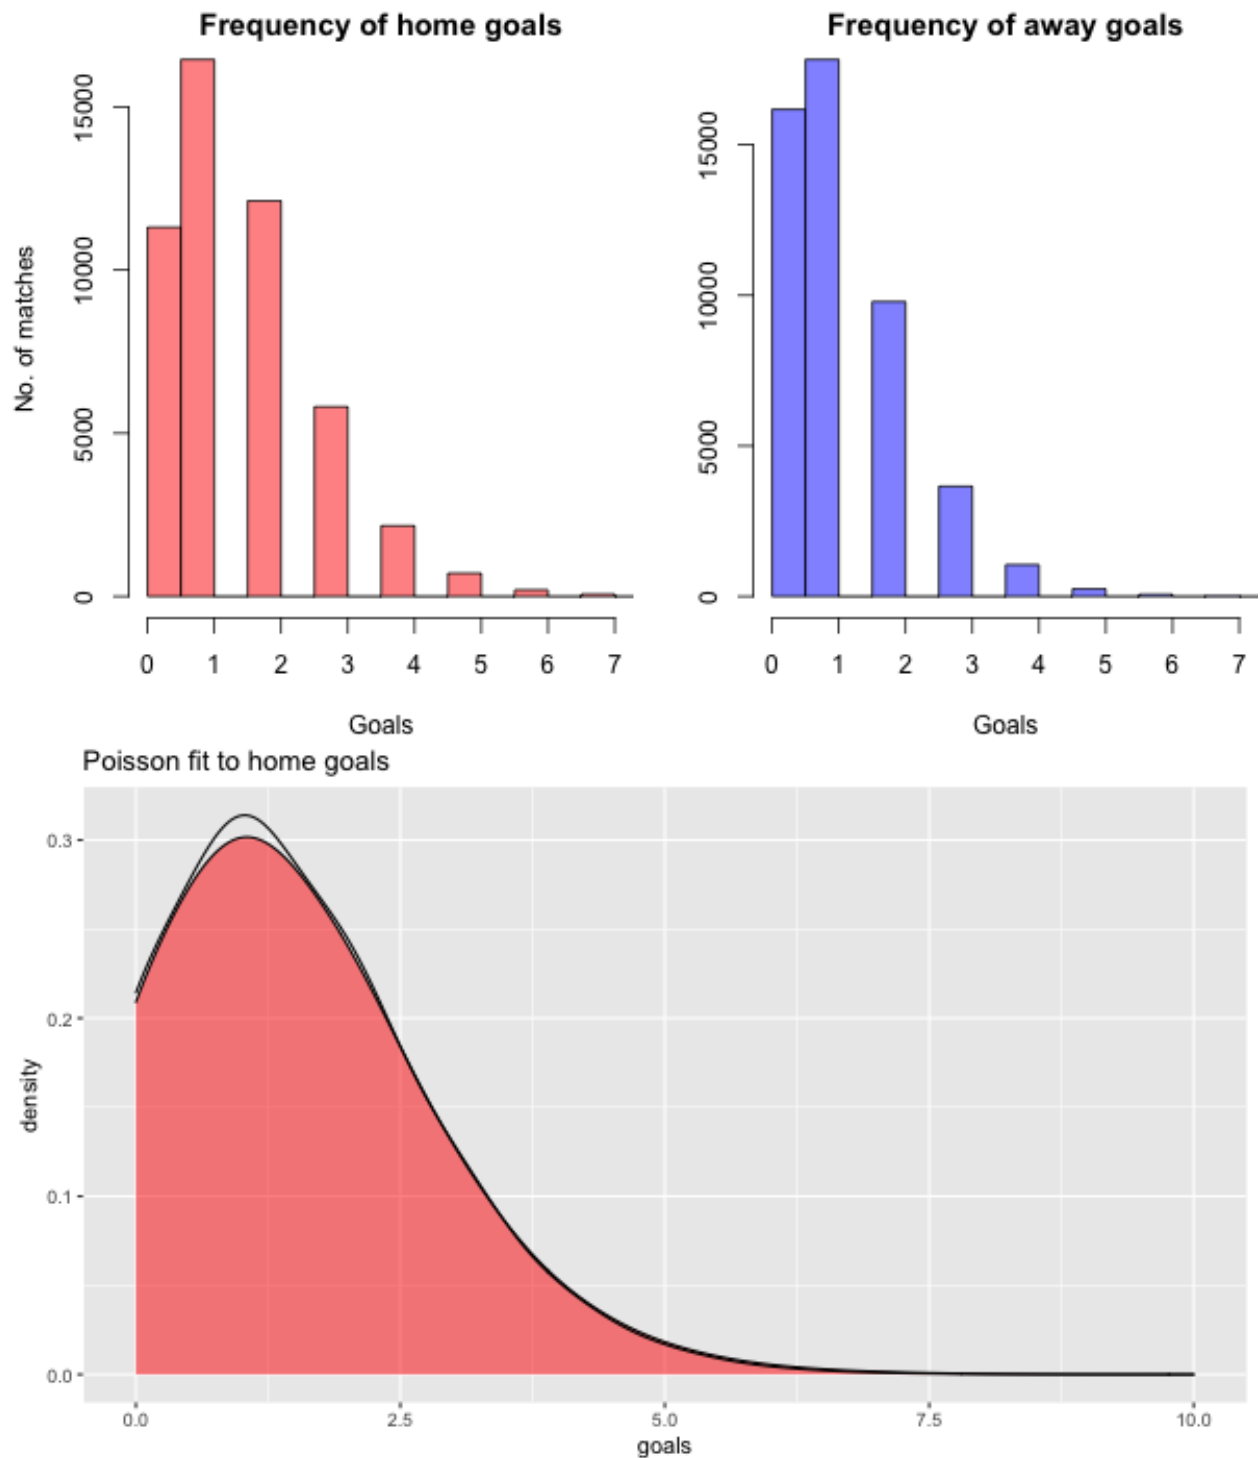 Frequency of home goals
No. of matches
15000
10000
5000
0
0 1 2 3 4 5 6 7
Goals
Frequency of away goals
15000
10000
5000
0
0 1 2 3 4 5 6 7
Goals
Poisson fit to home goals
density
0.3
0.2
0.1
0.0
0.0 2.5 5.0 7.5 10.0
goals